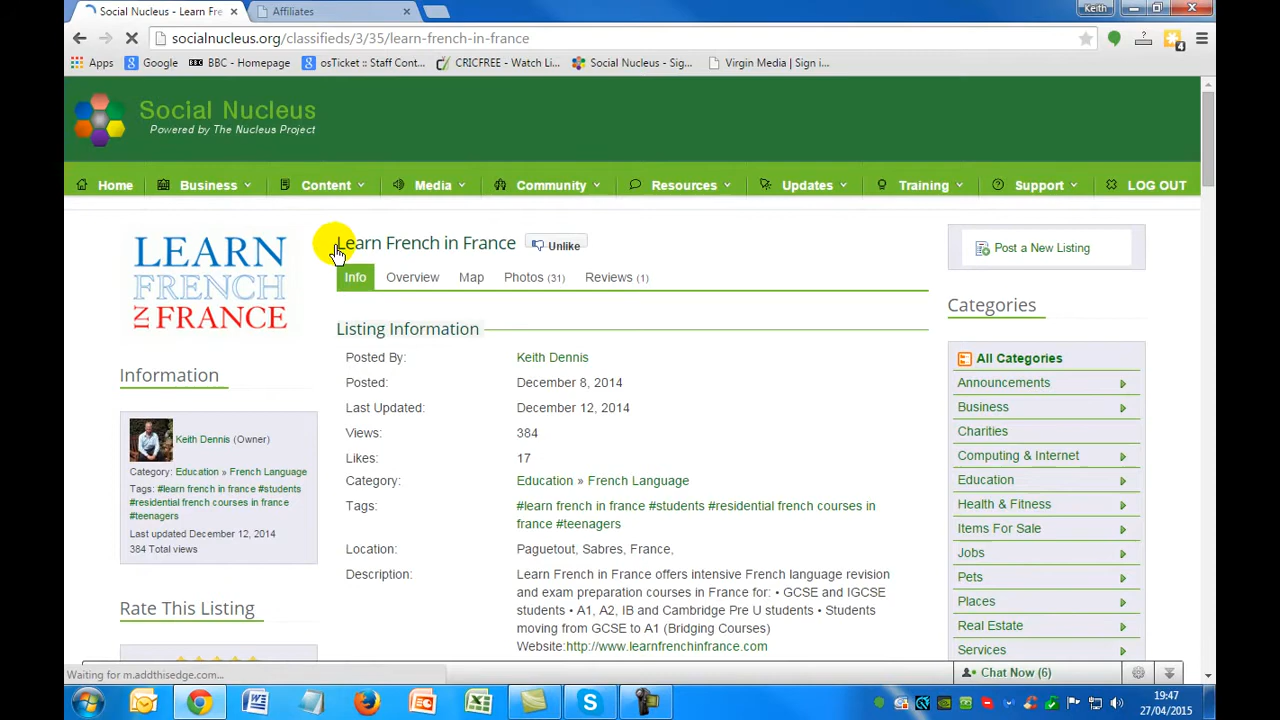 Social Nucleus - Learn Fre
Affiliates
Keith
socialnucleus.org/classifieds/3/35/learn-french-in-france
4
Apps
Google
BBC - Homepage
osTicket :: Staff Cont...
CRICFREE - Watch Li...
Social Nucleus - Sig...
Virgin Media | Sign i...
Social Nucleus
Powered by The Nucleus Project
Home
Business
Content
Media
Community
Resources
Updates
Training
Support
LOG OUT
LEARN
FRENCH
IN FRANCE
Learn French in France
Unlike
Info
Overview
Map
Photos (31)
Reviews (1)
Listing Information
Posted By: Keith Dennis
Posted: December 8, 2014
Last Updated: December 12, 2014
Views: 384
Likes: 17
Category: Education » French Language
Tags: #learn french in france #students #residential french courses in
france #teenagers
Location: Paguetout, Sabres, France,
Description: Learn French in France offers intensive French language revision
and exam preparation courses in France for: • GCSE and IGCSE
students • A1, A2, IB and Cambridge Pre U students • Students
moving from GCSE to A1 (Bridging Courses)
Website:http://www.learnfrenchinfrance.com
Information
Keith Dennis (Owner)
Category: Education » French Language
Tags: #learn french in france #students
#residential french courses in france
#teenagers
Last updated December 12, 2014
384 Total views
Rate This Listing
Post a New Listing
Categories
All Categories
Announcements
Business
Charities
Computing & Internet
Education
Health & Fitness
Items For Sale
Jobs
Pets
Places
Real Estate
Services
Waiting for m.addthisedge.com...
Chat Now (6)
19:47
27/04/2015